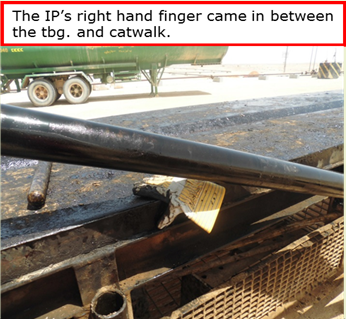 The IP’s right hand finger came in between
the tbg. and catwalk.